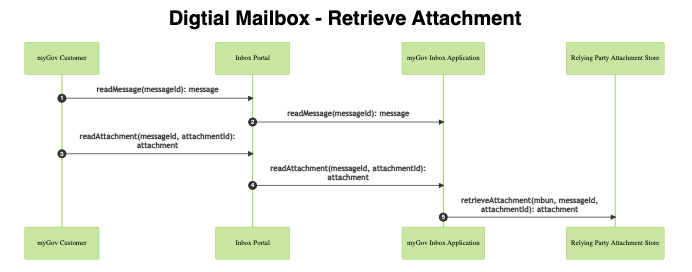 Digtial Mailbox - Retrieve Attachment
myGov Customer
Inbox Portal
myGov Inbox Application
Relying Party Attachment Store
1
readMessage(messageId): message
2
readMessage(messageId): message
3
readAttachment(messageId, attachmentId):
attachment
4
readAttachment(messageId, attachmentId):
attachment
5
retrieveAttachment(mbun, messageId,
attachmentId): attachment
myGov Customer
Inbox Portal
myGov Inbox Application
Relying Party Attachment Store